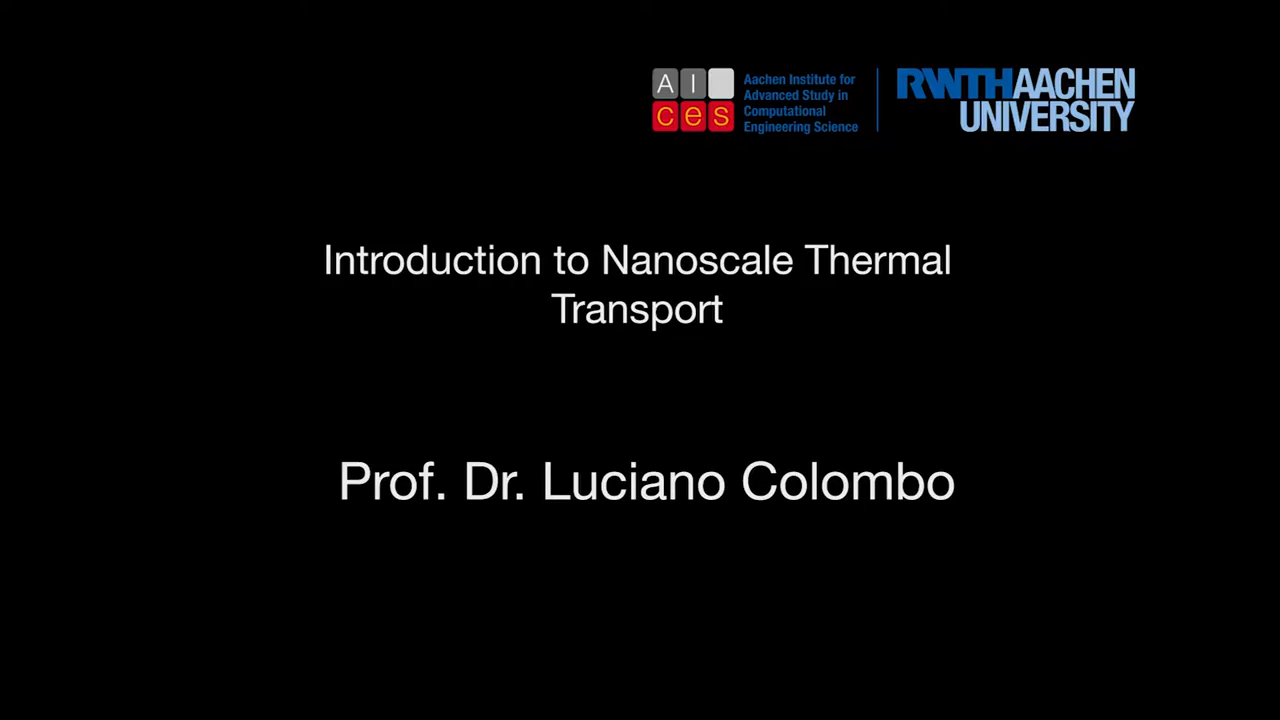 AI
ces
Aachen Institute for
Advanced Study in
Computational
Engineering Science
RWTHAACHEN
UNIVERSITY
Introduction to Nanoscale Thermal
Transport
Prof. Dr. Luciano Colombo